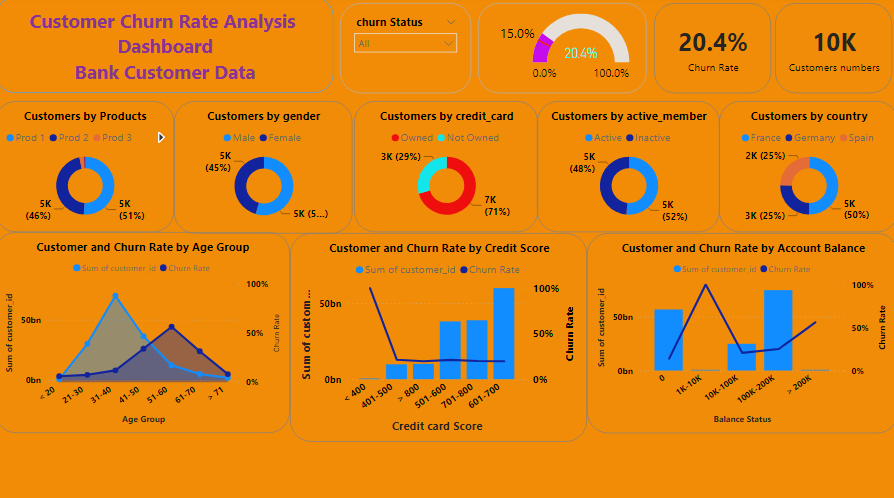 Customer Churn Rate Analysis
Dashboard
Bank Customer Data
churn Status
All
15.0%
20.4%
0.0%
100.0%
20.4%
Churn Rate
10K
Customers numbers
Customers by Products
Prod 1 Prod 2 Prod 3
5K
(46%)
5K
(51%)
Customers by gender
Male Female
5K
(45%)
5K (5...)
Customers by credit_card
Owned Not Owned
3K (29%)
7K
(71%)
Customers by active_member
Active Inactive
5K
(48%)
5K
(52%)
Customers by country
France Germany Spain
2K (25%)
3K (25%)
5K
(50%)
Customer and Churn Rate by Age Group
Sum of customer_id Churn Rate
Sum of customer_id
50bn
0bn
100%
50%
0%
Churn Rate
< 20
21-30
31-40
41-50
51-60
61-70
> 71
Age Group
Customer and Churn Rate by Credit Score
Sum of customer_id Churn Rate
Sum of custom ...
50bn
0bn
100%
50%
0%
Churn Rate
< 400
401-500
> 800
501-600
701-800
601-700
Credit card Score
Customer and Churn Rate by Account Balance
Sum of customer_id Churn Rate
Sum of customer_id
50bn
0bn
100%
50%
0%
Churn Rate
0
1K-10K
10K-100K
100K-200K
> 200K
Balance Status